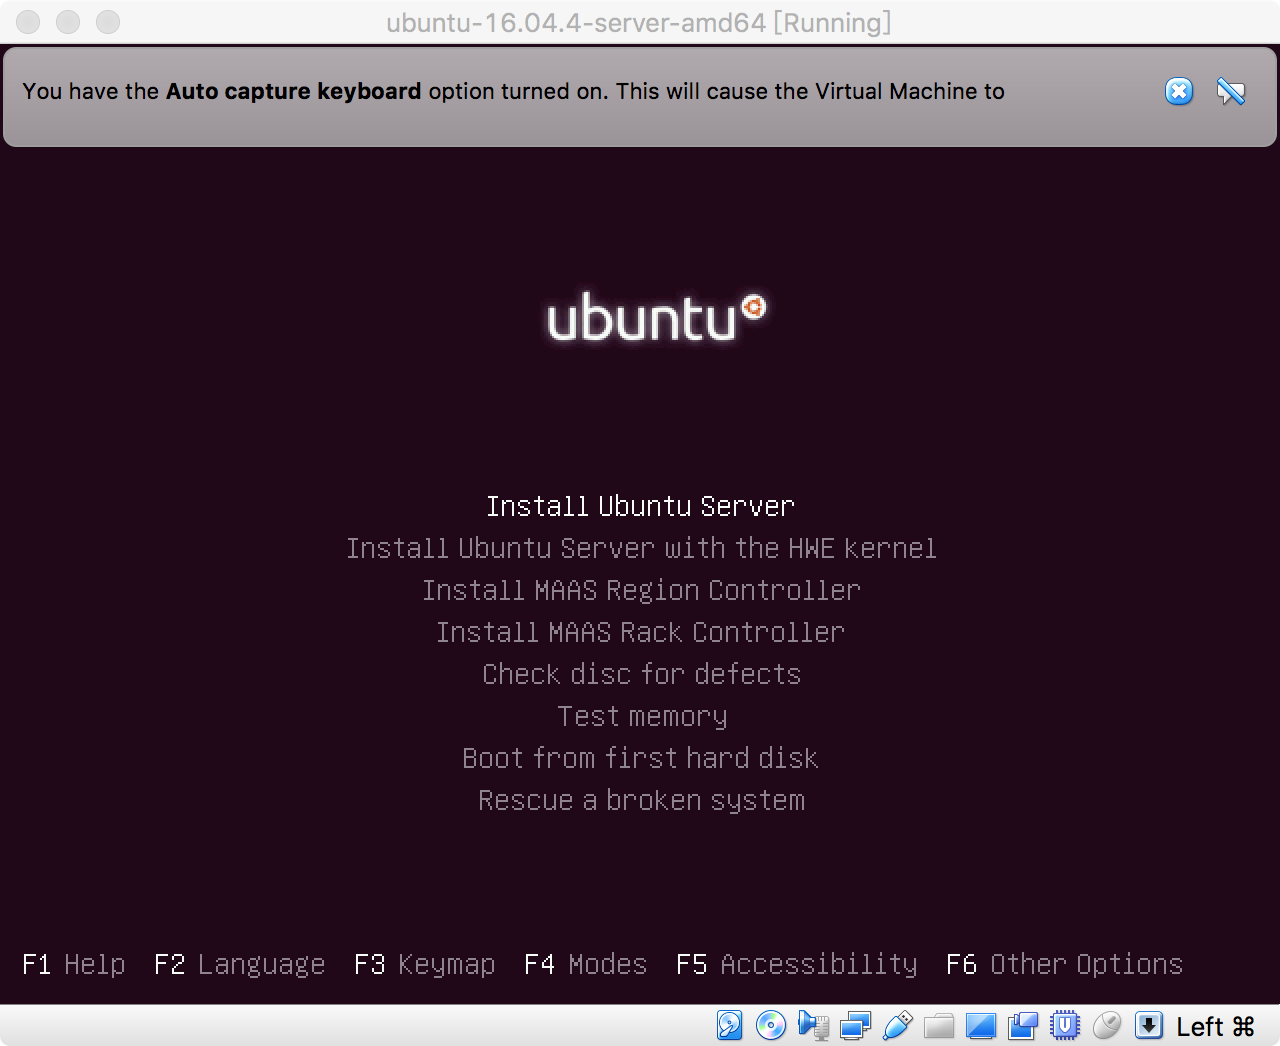 ubuntu-16.04.4-server-amd64 [Running]
You have the Auto capture keyboard option turned on. This will cause the Virtual Machine to
ubuntu
Install Ubuntu Server
Install Ubuntu Server with the HWE kernel
Install MAAS Region Controller
Install MAAS Rack Controller
Check disc for defects
Test memory
Boot from first hard disk
Rescue a broken system
F1 Help F2 Language F3 Keymap F4 Modes F5 Accessibility F6 Other Options
Left ⌘